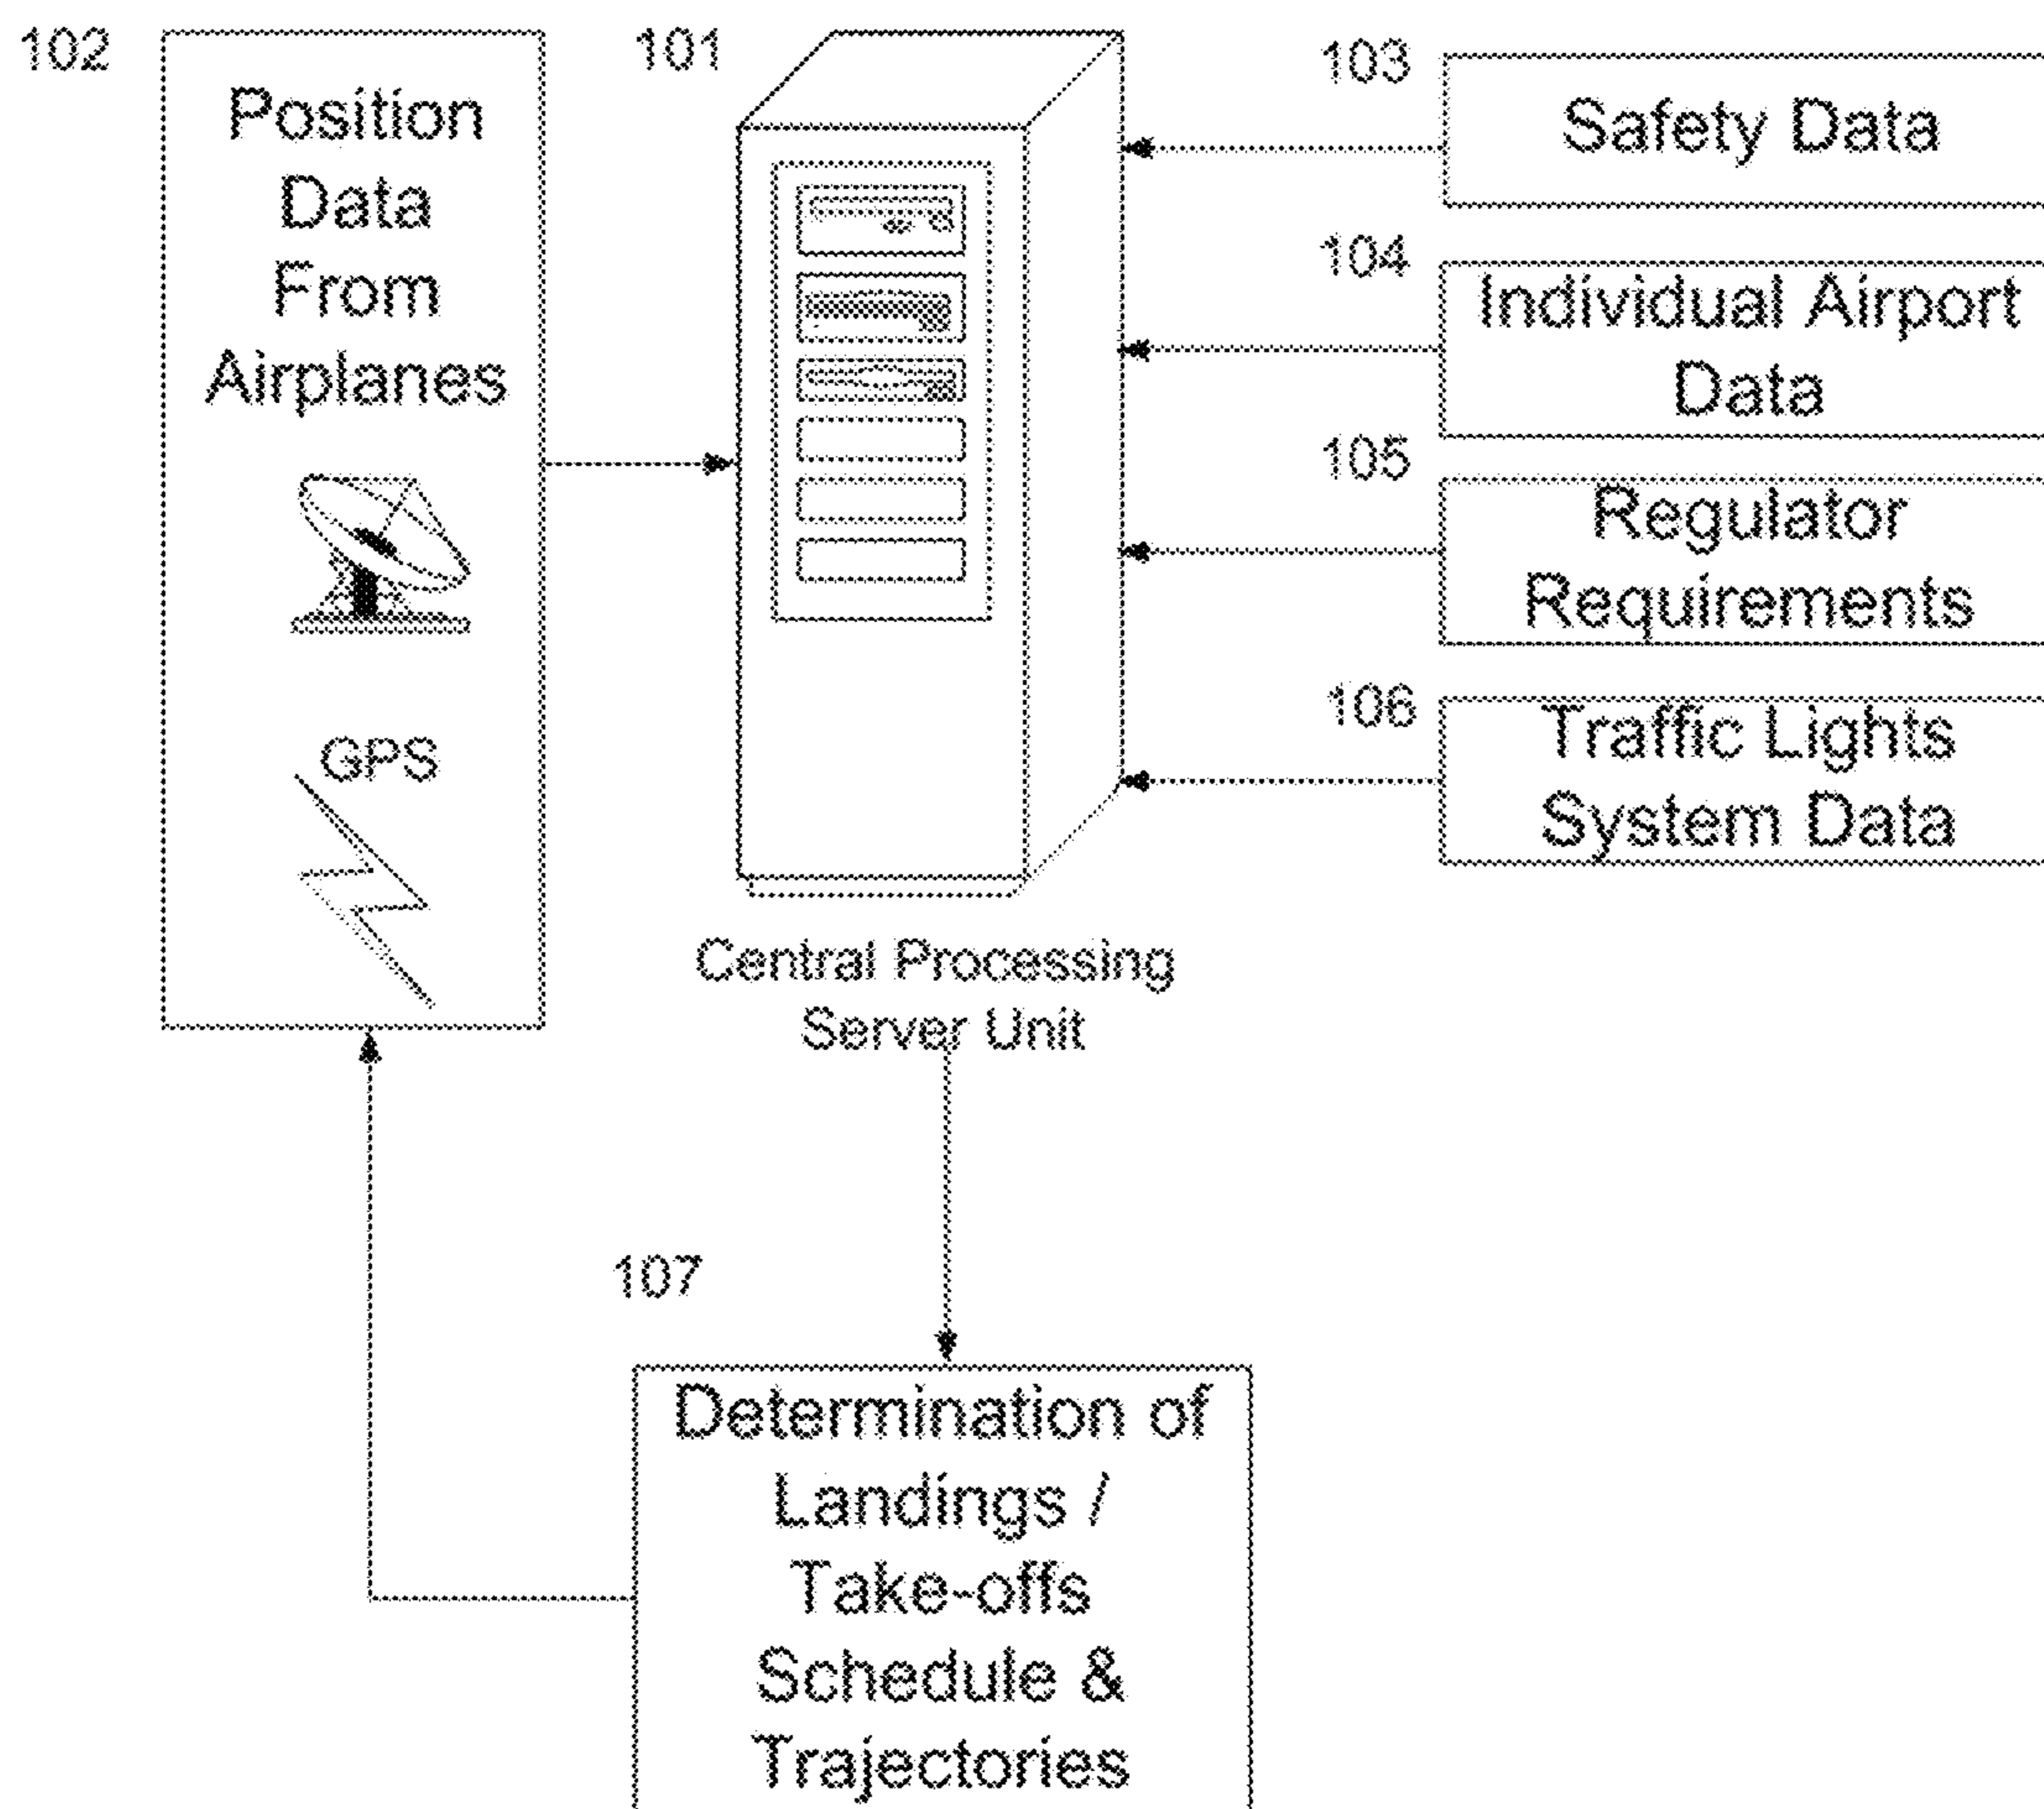 102
Position
Data
From
Airplanes
GPS
101
Central Processing
Server Unit
103
Safety Data
104
Individual Airport
Data
105
Regulator
Requirements
106
Traffic Lights
System Data
107
Determination of
Landings /
Take-offs
Schedule &
Trajectories